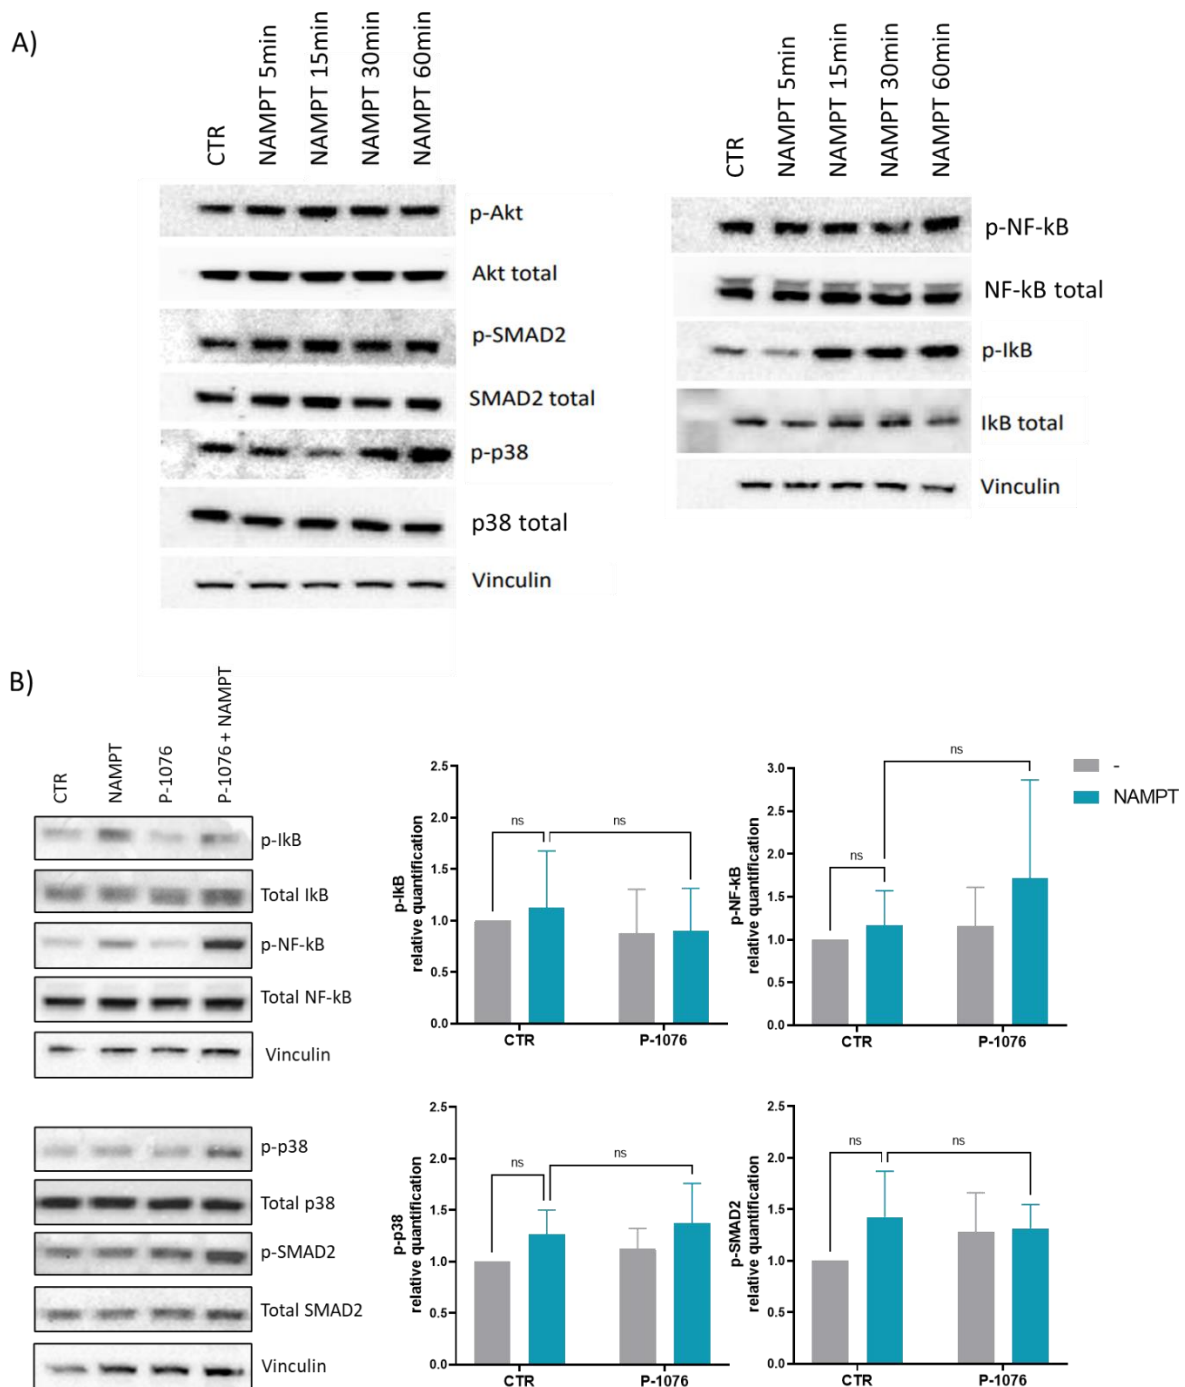 A)
CTR
NAMPT 5min
NAMPT 15min
NAMPT 30min
NAMPT 60min
p-Akt
Akt total
p-SMAD2
SMAD2 total
p-p38
p38 total
Vinculin
CTR
NAMPT 5min
NAMPT 15min
NAMPT 30min
NAMPT 60min
p-NF-kB
NF-kB total
p-IkB
IkB total
Vinculin
B)
CTR
NAMPT
P-1076
P-1076 + NAMPT
p-IkB
Total IkB
p-NF-kB
Total NF-kB
Vinculin
p-p38
Total p38
p-SMAD2
Total SMAD2
Vinculin
p-IkB
relative quantification
2.5
2.0
1.5
1.0
0.5
0.0
ns
ns
CTR
P-1076
p-NF-kB
relative quantification
3.0
2.5
2.0
1.5
1.0
0.5
0.0
ns
ns
CTR
P-1076
-
NAMPT
p-p38
relative quantification
2.5
2.0
1.5
1.0
0.5
0.0
ns
ns
CTR
P-1076
p-SMAD2
relative quantification
2.5
2.0
1.5
1.0
0.5
0.0
ns
ns
CTR
P-1076